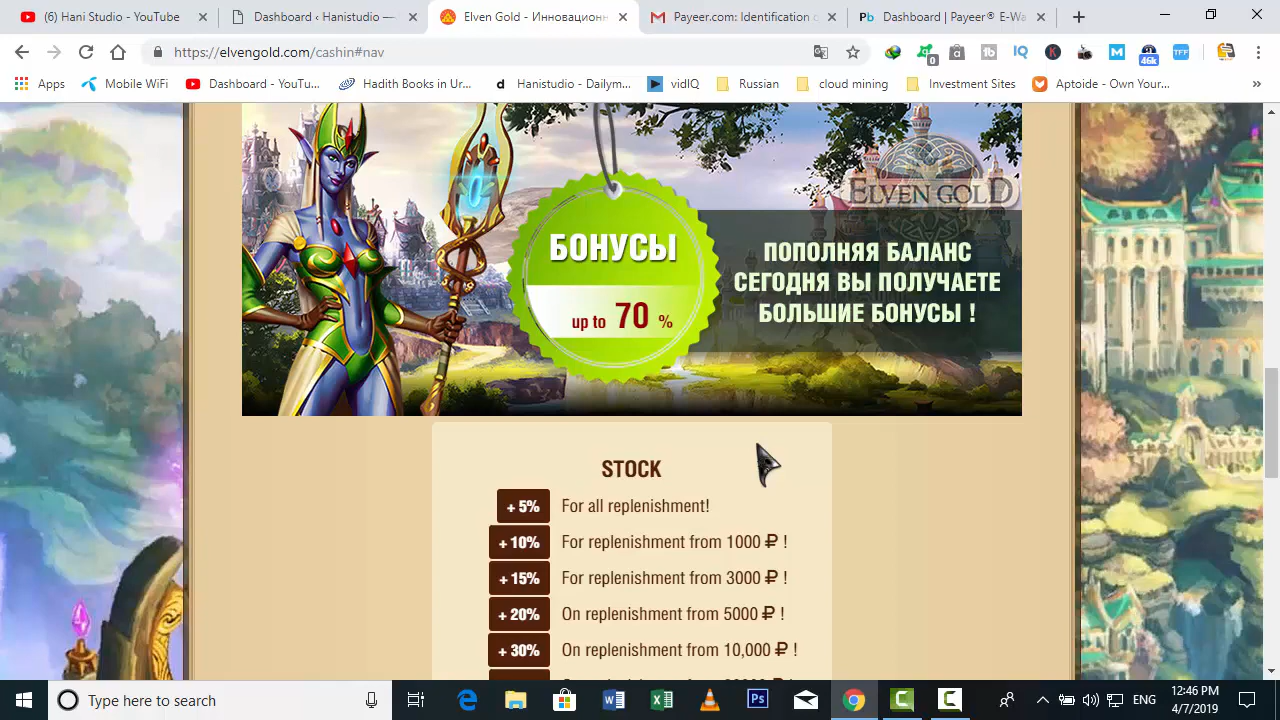 (6) Hani Studio - YouTube
Dashboard ‹ Hanistudio —
Elven Gold - Инновацион
Payeer.com: Identification
Dashboard | Payeer® E-Wa
https://elvengold.com/cashin#nav
0
46k
TFF
Apps
Mobile WiFi
Dashboard - YouTu...
Hadith Books in Ur...
Hanistudio - Dailym...
vidIQ
Russian
cloud mining
Investment Sites
Aptoide - Own Your...
ELVEN GOLD
БОНУСЫ
up to 70 %
ПОПОЛНЯЯ БАЛАНС
СЕГОДНЯ ВЫ ПОЛУЧАЕТЕ
БОЛЬШИЕ БОНУСЫ !
STOCK
+ 5% For all replenishment!
+ 10% For replenishment from 1000 ₽ !
+ 15% For replenishment from 3000 ₽ !
+ 20% On replenishment from 5000 ₽ !
+ 30% On replenishment from 10,000 ₽ !
Type here to search
ENG
12:46 PM
4/7/2019